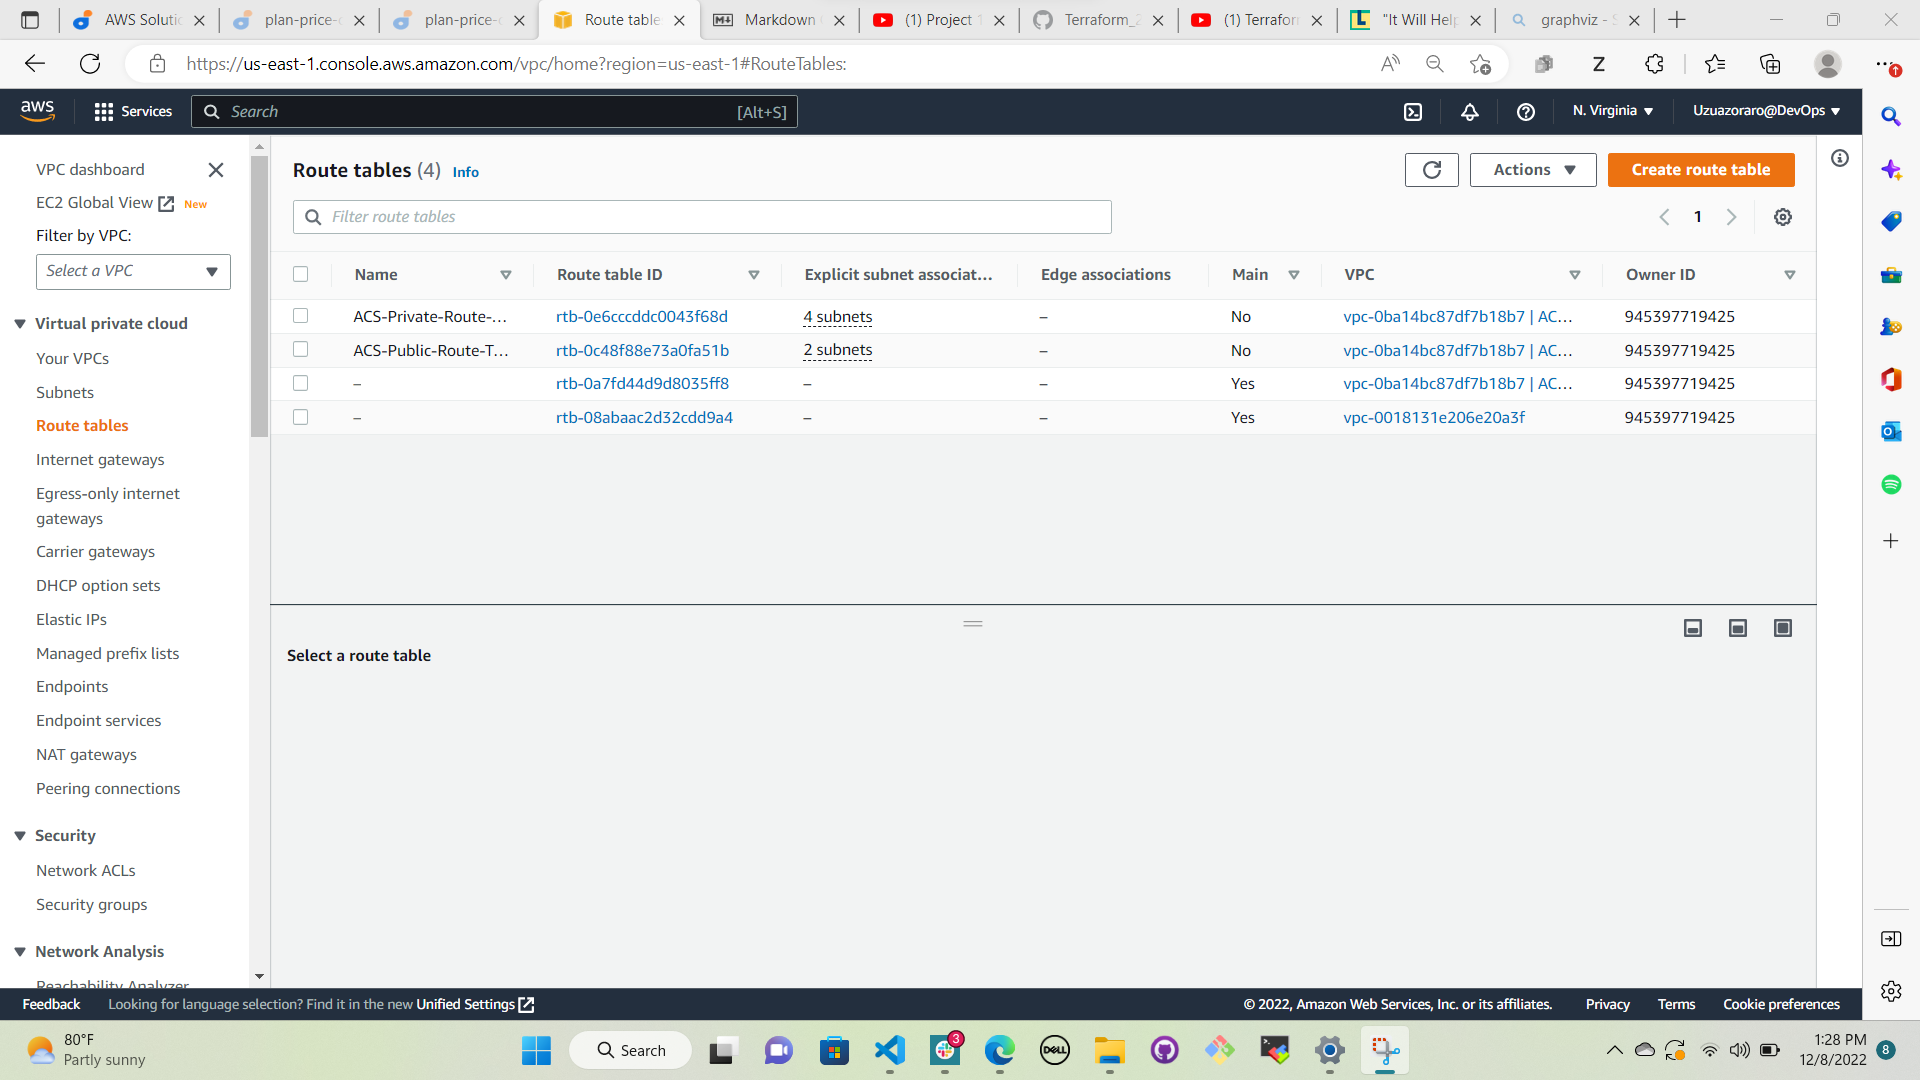 AWS Soluti
plan-price-
plan-price-
Route table
Markdown
(1) Project 1
Terraform_2
(1) Terrafor
"It Will Help
graphviz - S
https://us-east-1.console.aws.amazon.com/vpc/home?region=us-east-1#RouteTables:
aws
Services
Search
[Alt+S]
N. Virginia
Uzuazoraro@DevOps
VPC dashboard
EC2 Global View New
Filter by VPC:
Select a VPC
Virtual private cloud
Your VPCs
Subnets
Route tables
Internet gateways
Egress-only internet
gateways
Carrier gateways
DHCP option sets
Elastic IPs
Managed prefix lists
Endpoints
Endpoint services
NAT gateways
Peering connections
Security
Network ACLs
Security groups
Network Analysis
Reachability Analyzer
Route tables (4) Info
Actions
Create route table
Filter route tables
1
Name Route table ID Explicit subnet associat... Edge associations Main VPC Owner ID
ACS-Private-Route-... rtb-0e6cccddc0043f68d 4 subnets – No vpc-0ba14bc87df7b18b7 | AC... 945397719425
ACS-Public-Route-T... rtb-0c48f88e73a0fa51b 2 subnets – No vpc-0ba14bc87df7b18b7 | AC... 945397719425
– rtb-0a7fd44d9d8035ff8 – – Yes vpc-0ba14bc87df7b18b7 | AC... 945397719425
– rtb-08abaac2d32cdd9a4 – – Yes vpc-0018131e206e20a3f 945397719425
Select a route table
Feedback Looking for language selection? Find it in the new Unified Settings
© 2022, Amazon Web Services, Inc. or its affiliates. Privacy Terms Cookie preferences
80°F
Partly sunny
Search
3
DELL
1:28 PM
12/8/2022
8